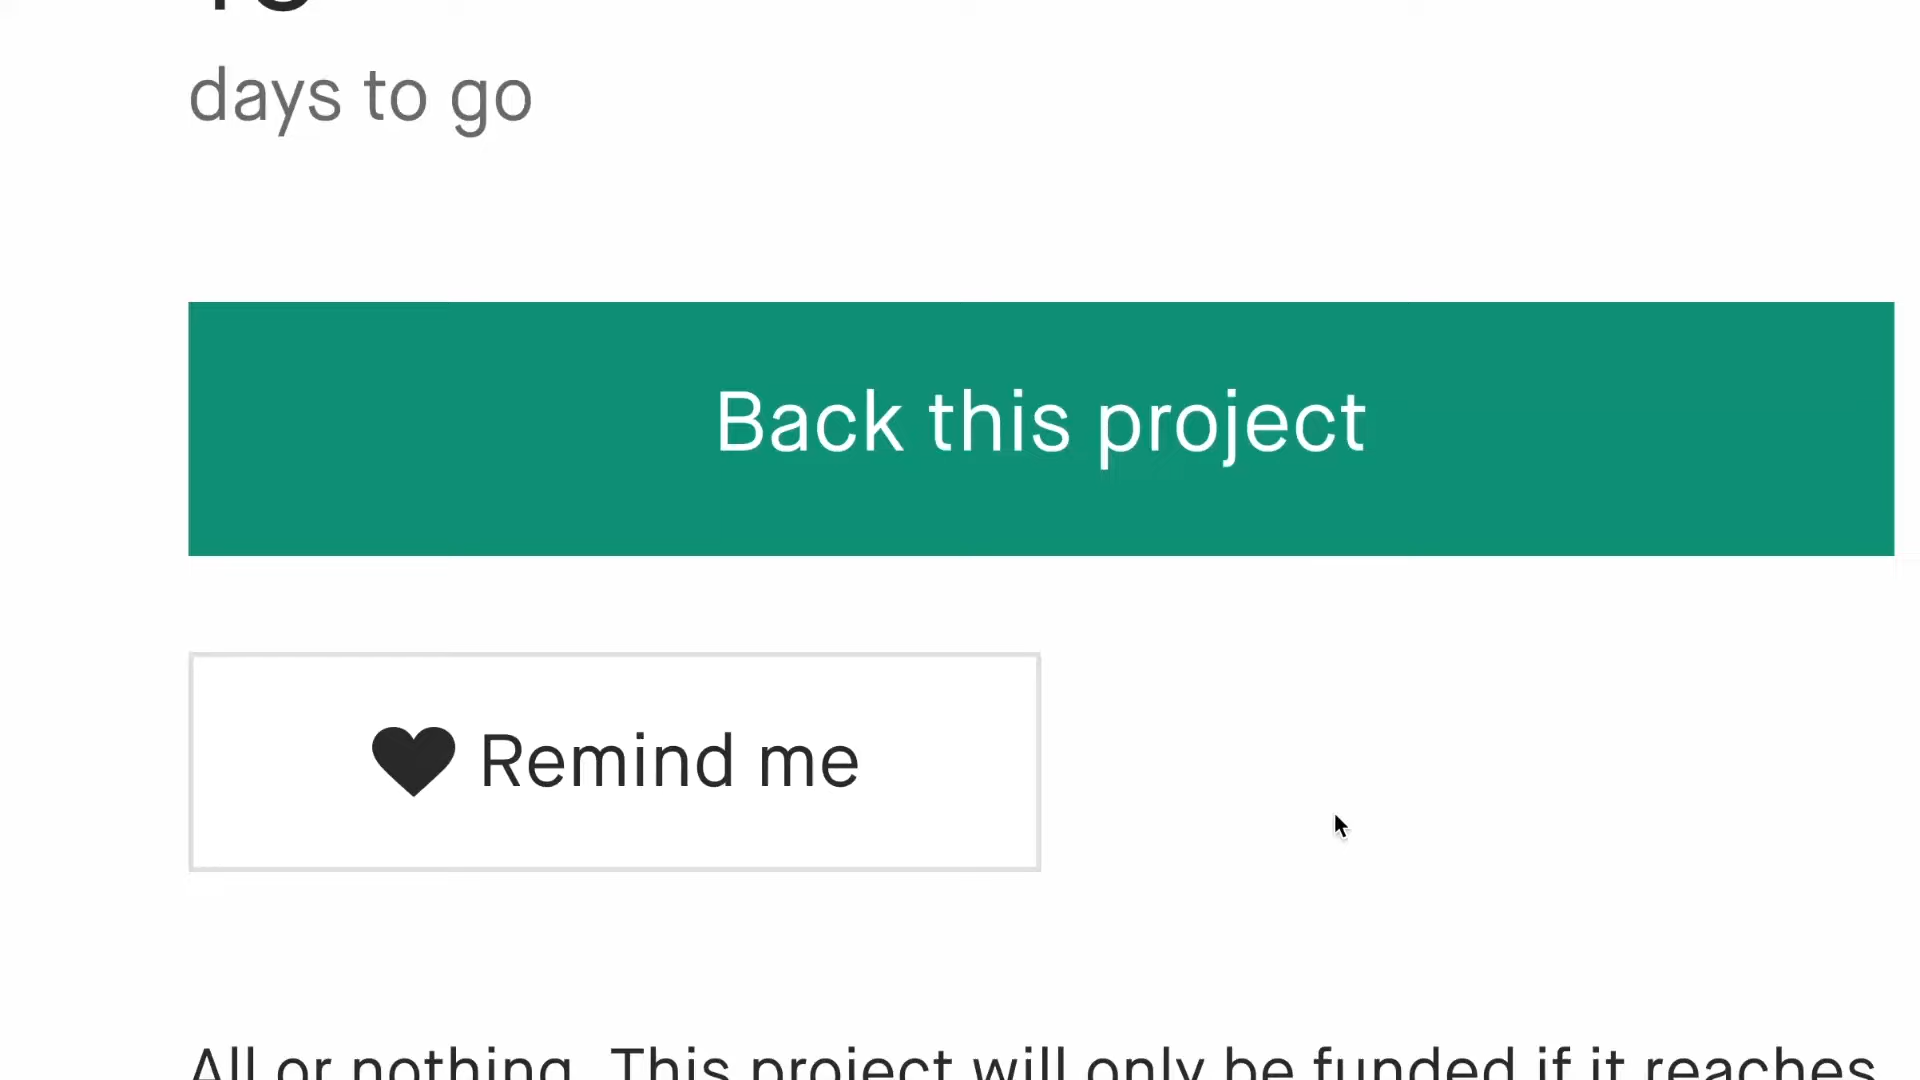 days to go
Back this project
Remind me
All or nothing. This project will only be funded if it reaches